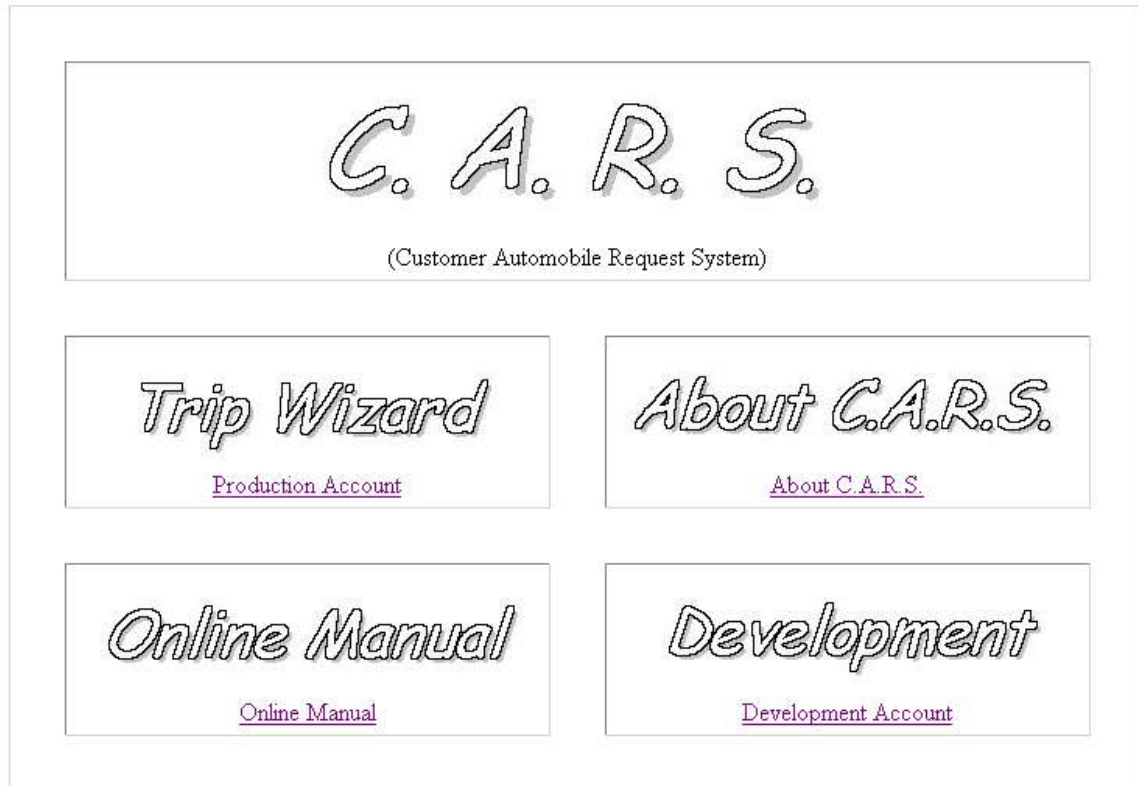 C. A. R. S.
(Customer Automobile Request System)
Trip Wizard
Production Account
About C.A.R.S.
About C.A.R.S.
Online Manual
Online Manual
Development
Development Account